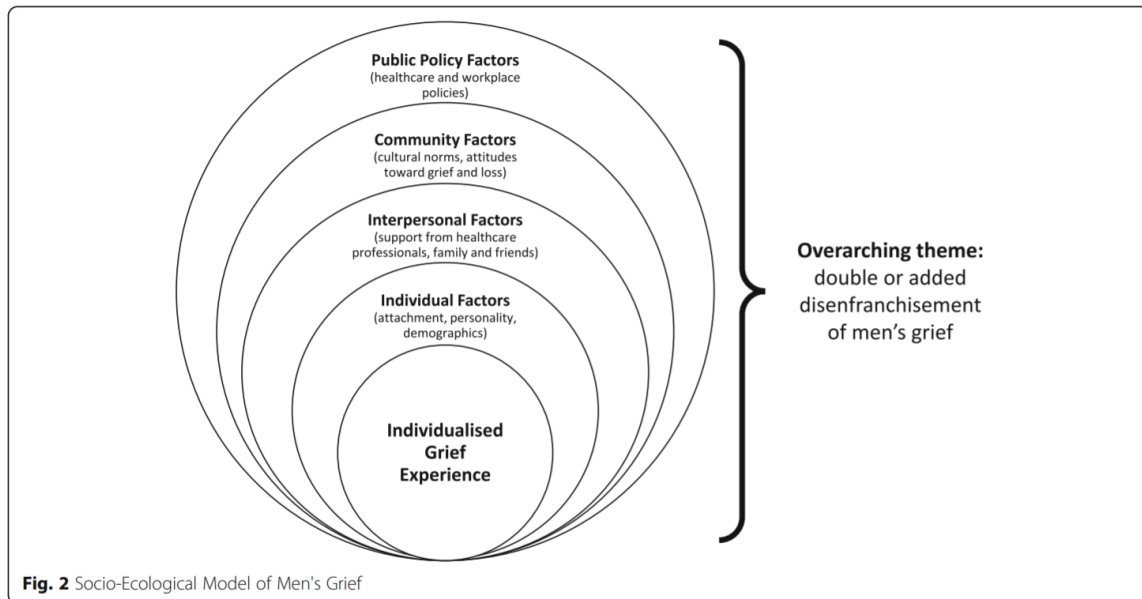 Public Policy Factors
(healthcare and workplace
policies)
Community Factors
(cultural norms, attitudes
toward grief and loss)
Interpersonal Factors
(support from healthcare
professionals, family and friends)
Individual Factors
(attachment, personality,
demographics)
Individualised
Grief
Experience
Overarching theme:
double or added
disenfranchisement
of men’s grief
Fig. 2 Socio-Ecological Model of Men's Grief